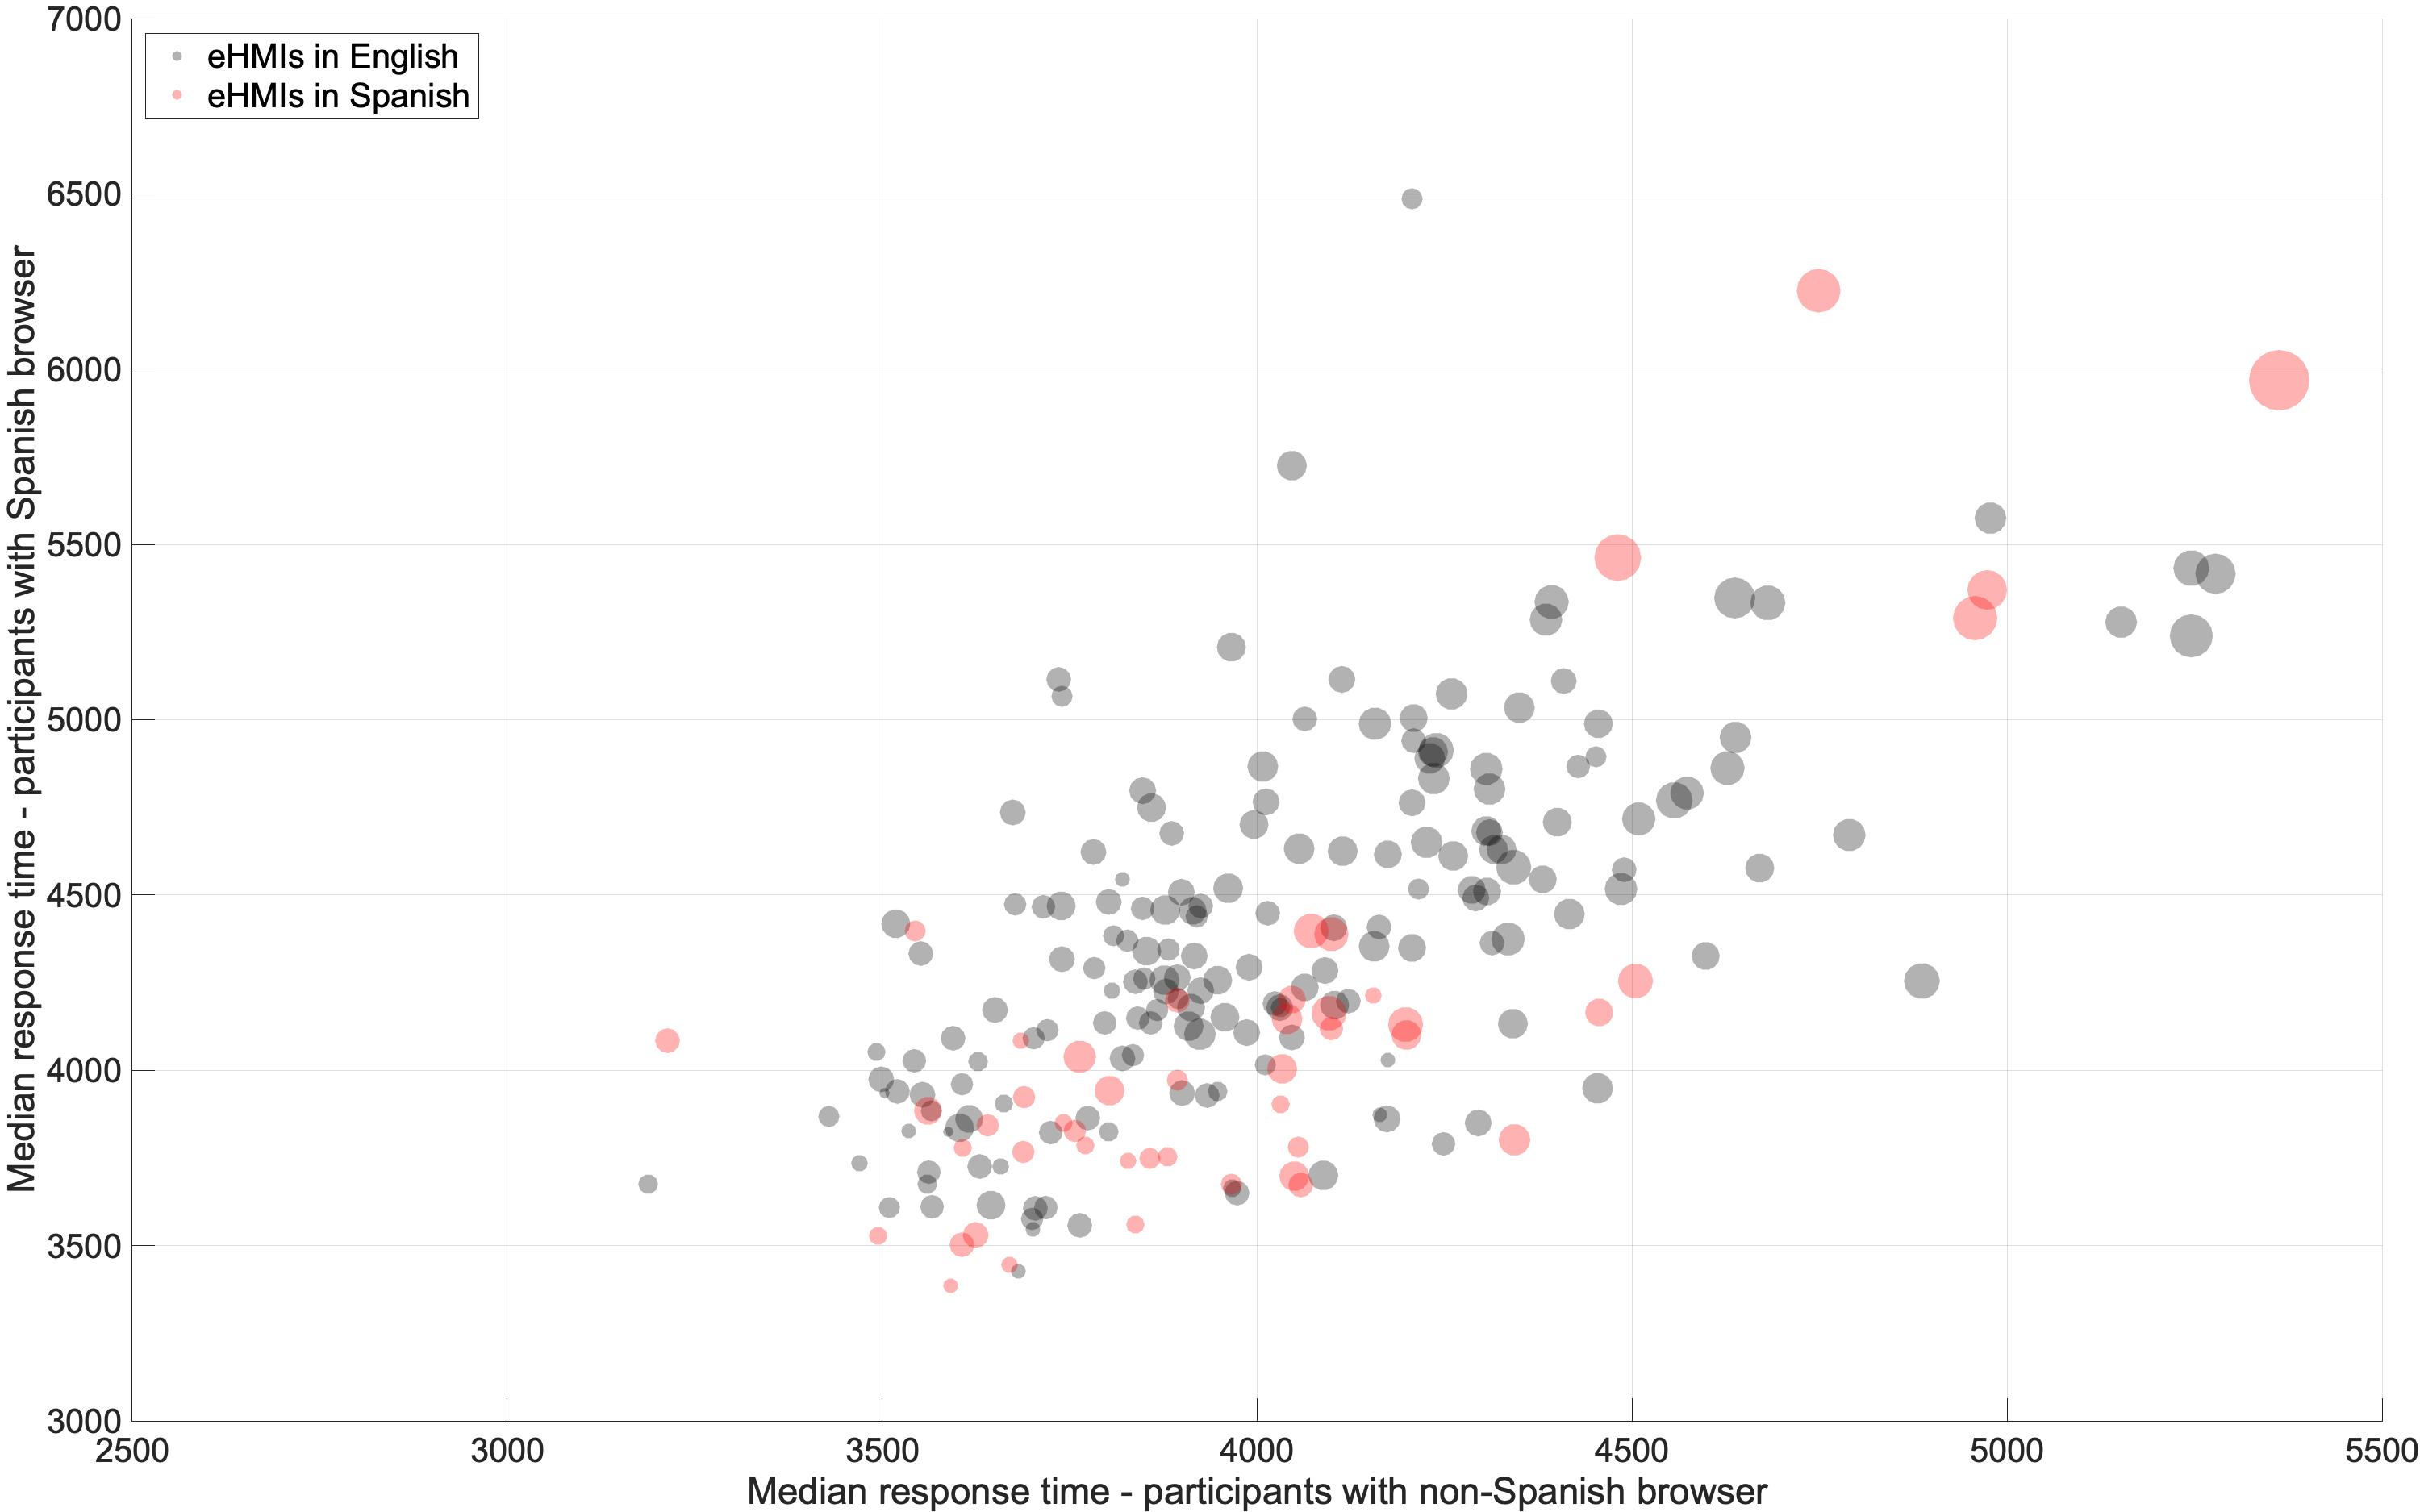 7000
6500
6000
5500
5000
4500
4000
3500
3000
eHMIs in English
eHMIs in Spanish
Median response time - participants with Spanish browser
2500 3000 3500 4000 4500 5000 5500
Median response time - participants with non-Spanish browser